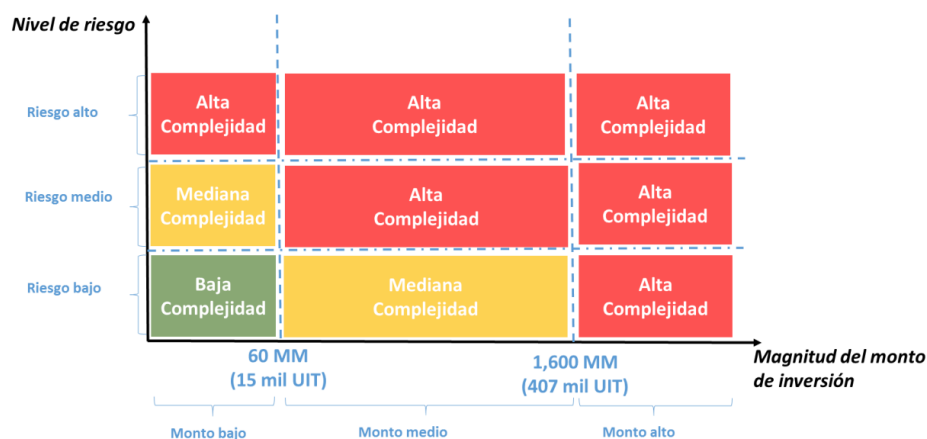 Nivel de riesgo
Riesgo alto
Alta
Complejidad
Alta
Complejidad
Alta
Complejidad
Riesgo medio
Mediana
Complejidad
Alta
Complejidad
Alta
Complejidad
Riesgo bajo
Baja
Complejidad
Mediana
Complejidad
Alta
Complejidad
60 MM
(15 mil UIT)
1,600 MM
(407 mil UIT)
Magnitud del monto
de inversión
Monto bajo
Monto medio
Monto alto